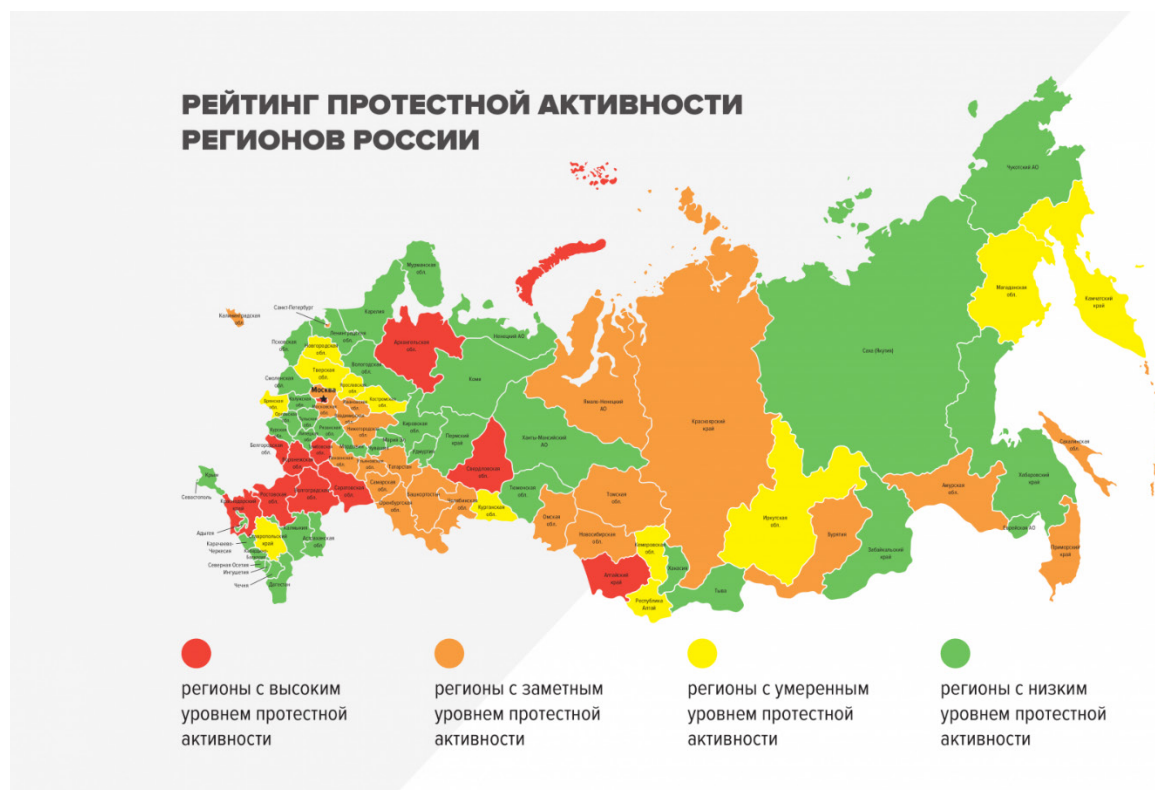 РЕЙТИНГ ПРОТЕСТНОЙ АКТИВНОСТИ
РЕГИОНОВ РОССИИ
Чукотский АО
Мурманская
обл.
Магаданская
обл.
Камчатский
край
Санкт-Петербург
Калининградская
обл.
Карелия
Ленинградская
обл.
Псковская
обл.
Новгородская
обл.
Архангельская
обл.
Ненецкий АО
Саха (Якутия)
Вологодская
обл.
Тверская
обл.
Смоленская
обл.
Коми
Ярославская
обл.
Костромская
обл.
Москва
Брянская
обл.
Ямало-Ненецкий
АО
Красноярский
край
Кировская
обл.
Пермский
край
Ханты-Мансийский
АО
Сахалинская
обл.
Белгородская
обл.
Воронежская
обл.
Татарстан
Удмуртия
Свердловская
обл.
Тюменская
обл.
Хабаровский
край
Крым
Севастополь
Краснодарский
край
Ростовская
обл.
Волгоградская
обл.
Саратовская
обл.
Самарская
обл.
Оренбургская
обл.
Башкортостан
Челябинская
обл.
Курганская
обл.
Омская
обл.
Томская
обл.
Новосибирская
обл.
Кемеровская
обл.
Иркутская
обл.
Бурятия
Забайкальский
край
Амурская
обл.
Еврейская АО
Приморский
край
Адыгея
Ставропольский
край
Калмыкия
Астраханская
обл.
Карачаево-
Черкесия
Северная Осетия
Ингушетия
Чечня
Дагестан
Алтайский
край
Хакасия
Республика
Алтай
Тыва
регионы с высоким
уровнем протестной
активности
регионы с заметным
уровнем протестной
активности
регионы с умеренным
уровнем протестной
активности
регионы с низким
уровнем протестной
активности